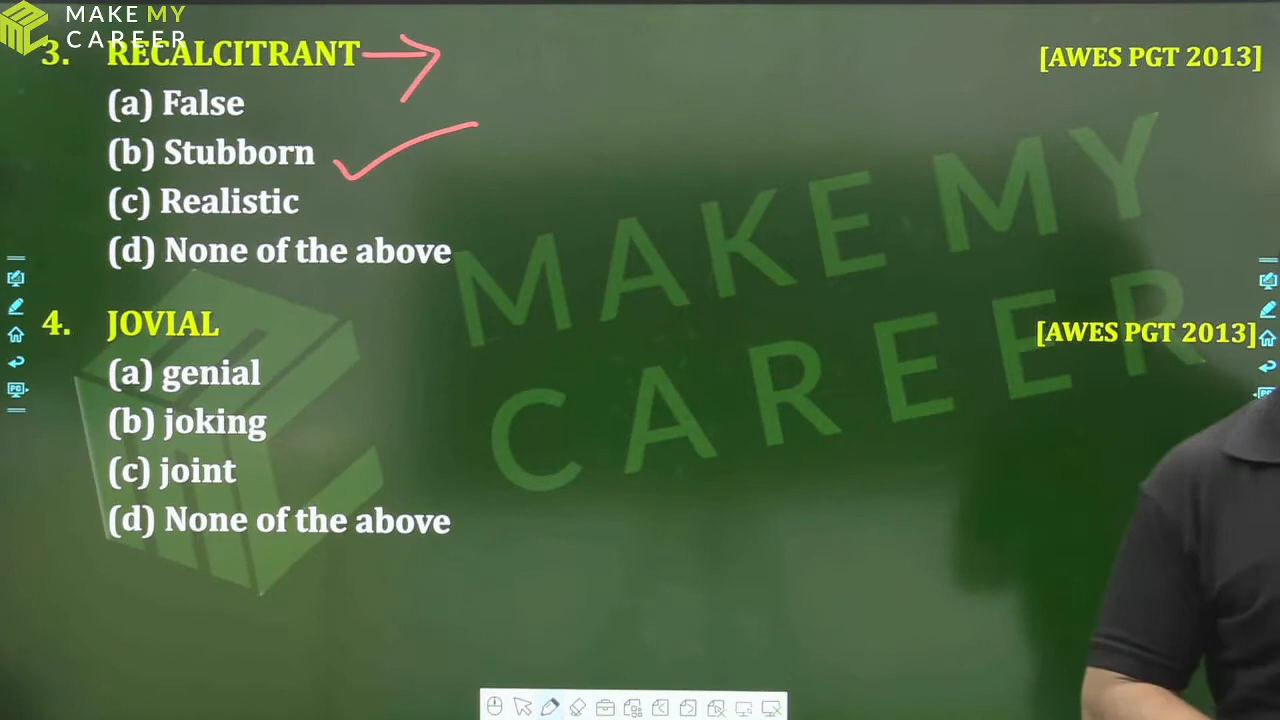 MAKE MY
CAREER
3. RECALCITRANT
[AWES PGT 2013]
(a) False
(b) Stubborn
(c) Realistic
(d) None of the above
4. JOVIAL
[AWES PGT 2013]
(a) genial
(b) joking
(c) joint
(d) None of the above
MAKE MY
CAREER
PC